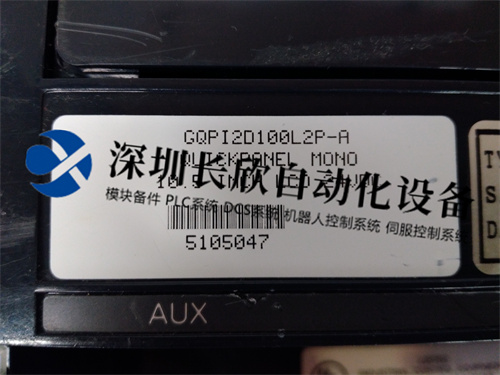 GQPI2D100L2P-A
QUICKPANEL MONO
深圳长欣自动化设备
模块备件 PLC系统 DCS系统 机器人控制系统 伺服控制系统
5105047
AUX